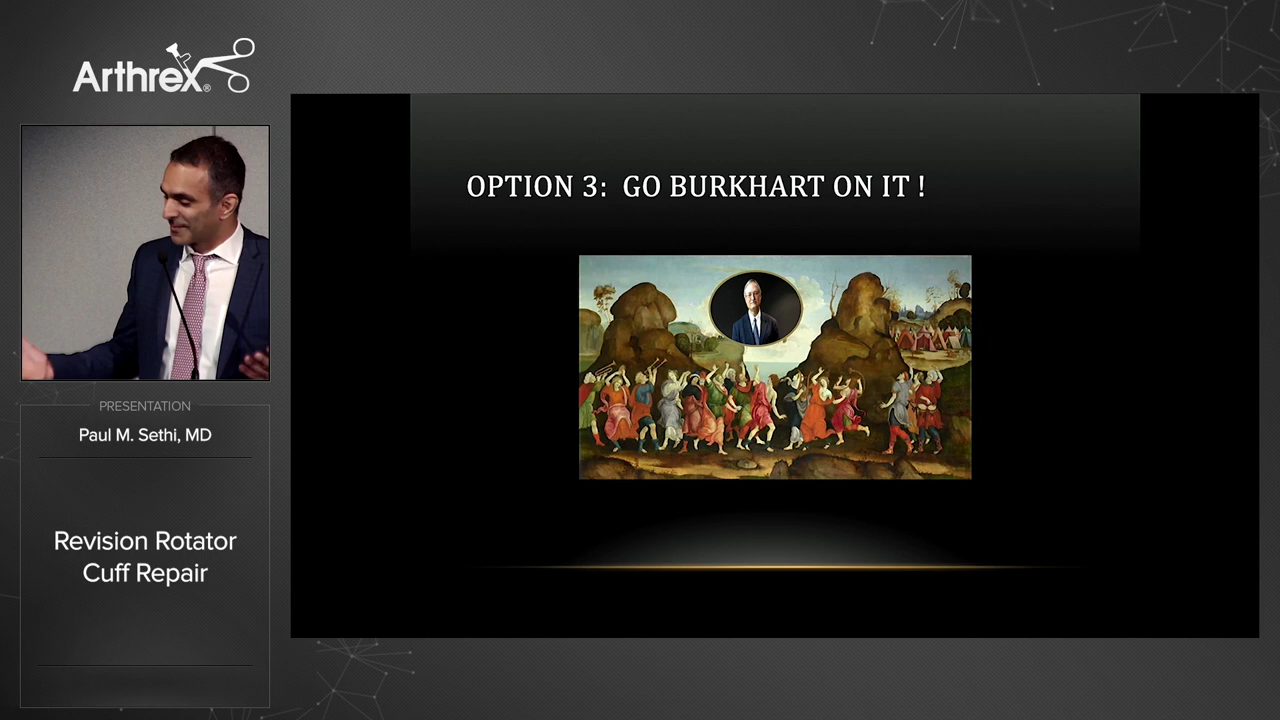 Arthrex®
PRESENTATION
Paul M. Sethi, MD
Revision Rotator
Cuff Repair
OPTION 3:  GO BURKHART ON IT !